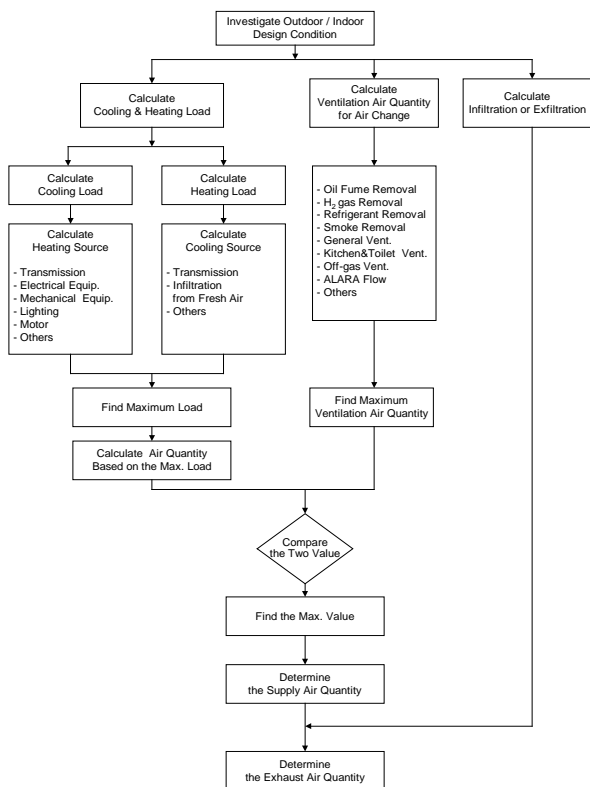 Investigate Outdoor / Indoor
Design Condition
Calculate
Cooling & Heating Load
Calculate
Ventilation Air Quantity
for Air Change
Calculate
Infiltration or Exfiltration
Calculate
Cooling Load
Calculate
Heating Load
Calculate
Heating Source
- Transmission
- Electrical Equip.
- Mechanical Equip.
- Lighting
- Motor
- Others
Calculate
Cooling Source
- Transmission
- Infiltration
from Fresh Air
- Others
- Oil Fume Removal
- H₂ gas Removal
- Refrigerant Removal
- Smoke Removal
- General Vent.
- Kitchen&Toilet Vent.
- Off-gas Vent.
- ALARA Flow
- Others
Find Maximum Load
Find Maximum
Ventilation Air Quantity
Calculate Air Quantity
Based on the Max. Load
Compare
the Two Value
Find the Max. Value
Determine
the Supply Air Quantity
Determine
the Exhaust Air Quantity